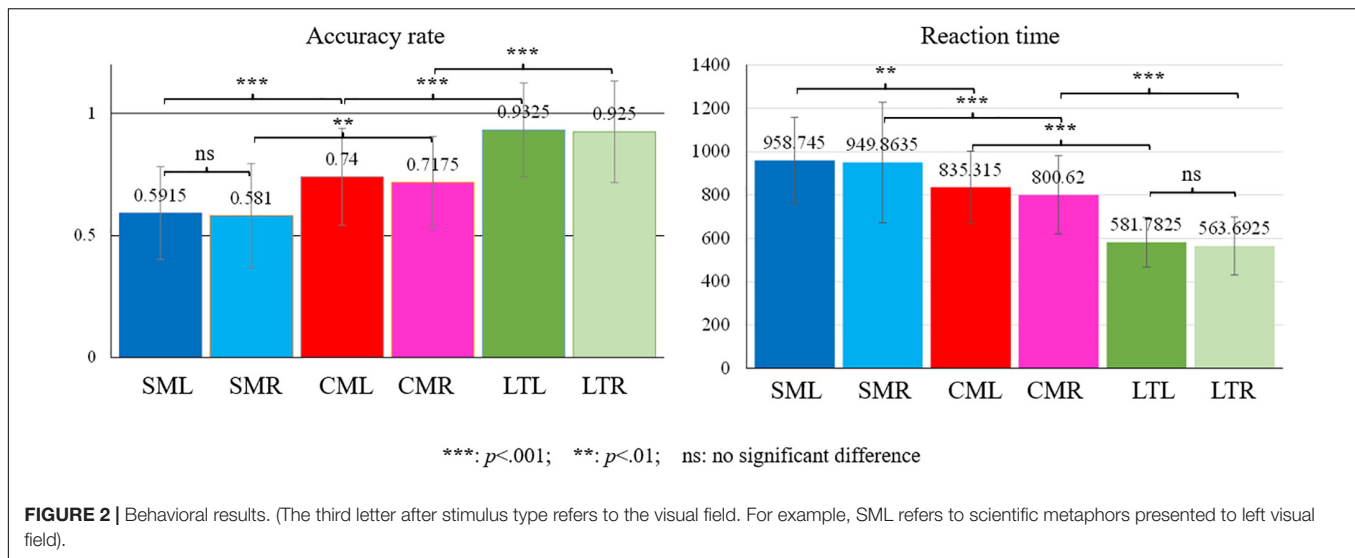 Accuracy rate
***
*** ***
1 0.9325 0.925
**
ns 0.74 0.7175
0.5915 0.581
0.5
0
SML SMR CML CMR LTL LTR
Reaction time
1400
** ***
1200
***
958.745 949.8635 ***
1000
835.315 800.62
800 ns
581.7825 563.6925
600
400
200
0
SML SMR CML CMR LTL LTR
***: p<.001; **: p<.01; ns: no significant difference
FIGURE 2 | Behavioral results. (The third letter after stimulus type refers to the visual field. For example, SML refers to scientific metaphors presented to left visual
field).